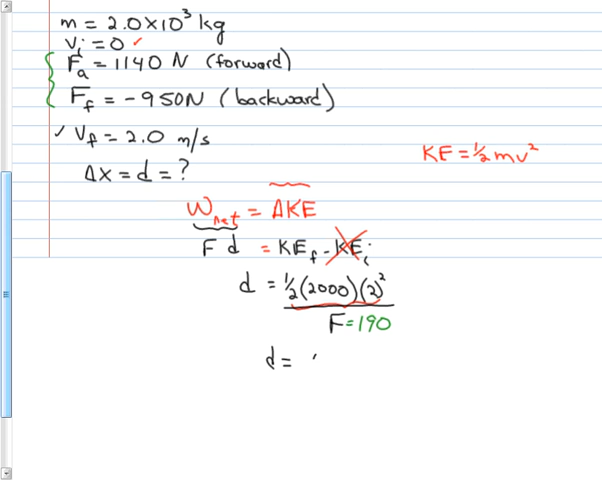 m = 2.0×10³ kg
Vᵢ = 0 ✓
Fₐ = 1140 N (forward)
F_f = -950N (backward)
✓ V_f = 2.0 m/s
Δx = d = ?
KE = ½mv²
W_net = ΔKE
F d = KE_f - KEᵢ
d = ½(2000)(2)²
F = 190
d =